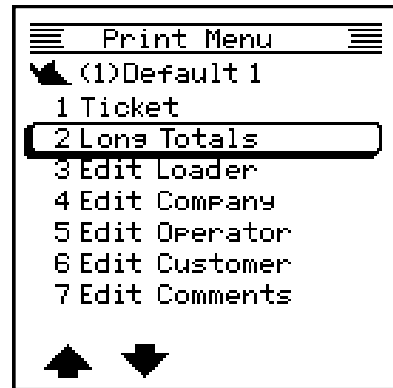 Print Menu
(1)Default 1
1 Ticket
2 Long Totals
3 Edit Loader
4 Edit Company
5 Edit Operator
6 Edit Customer
7 Edit Comments